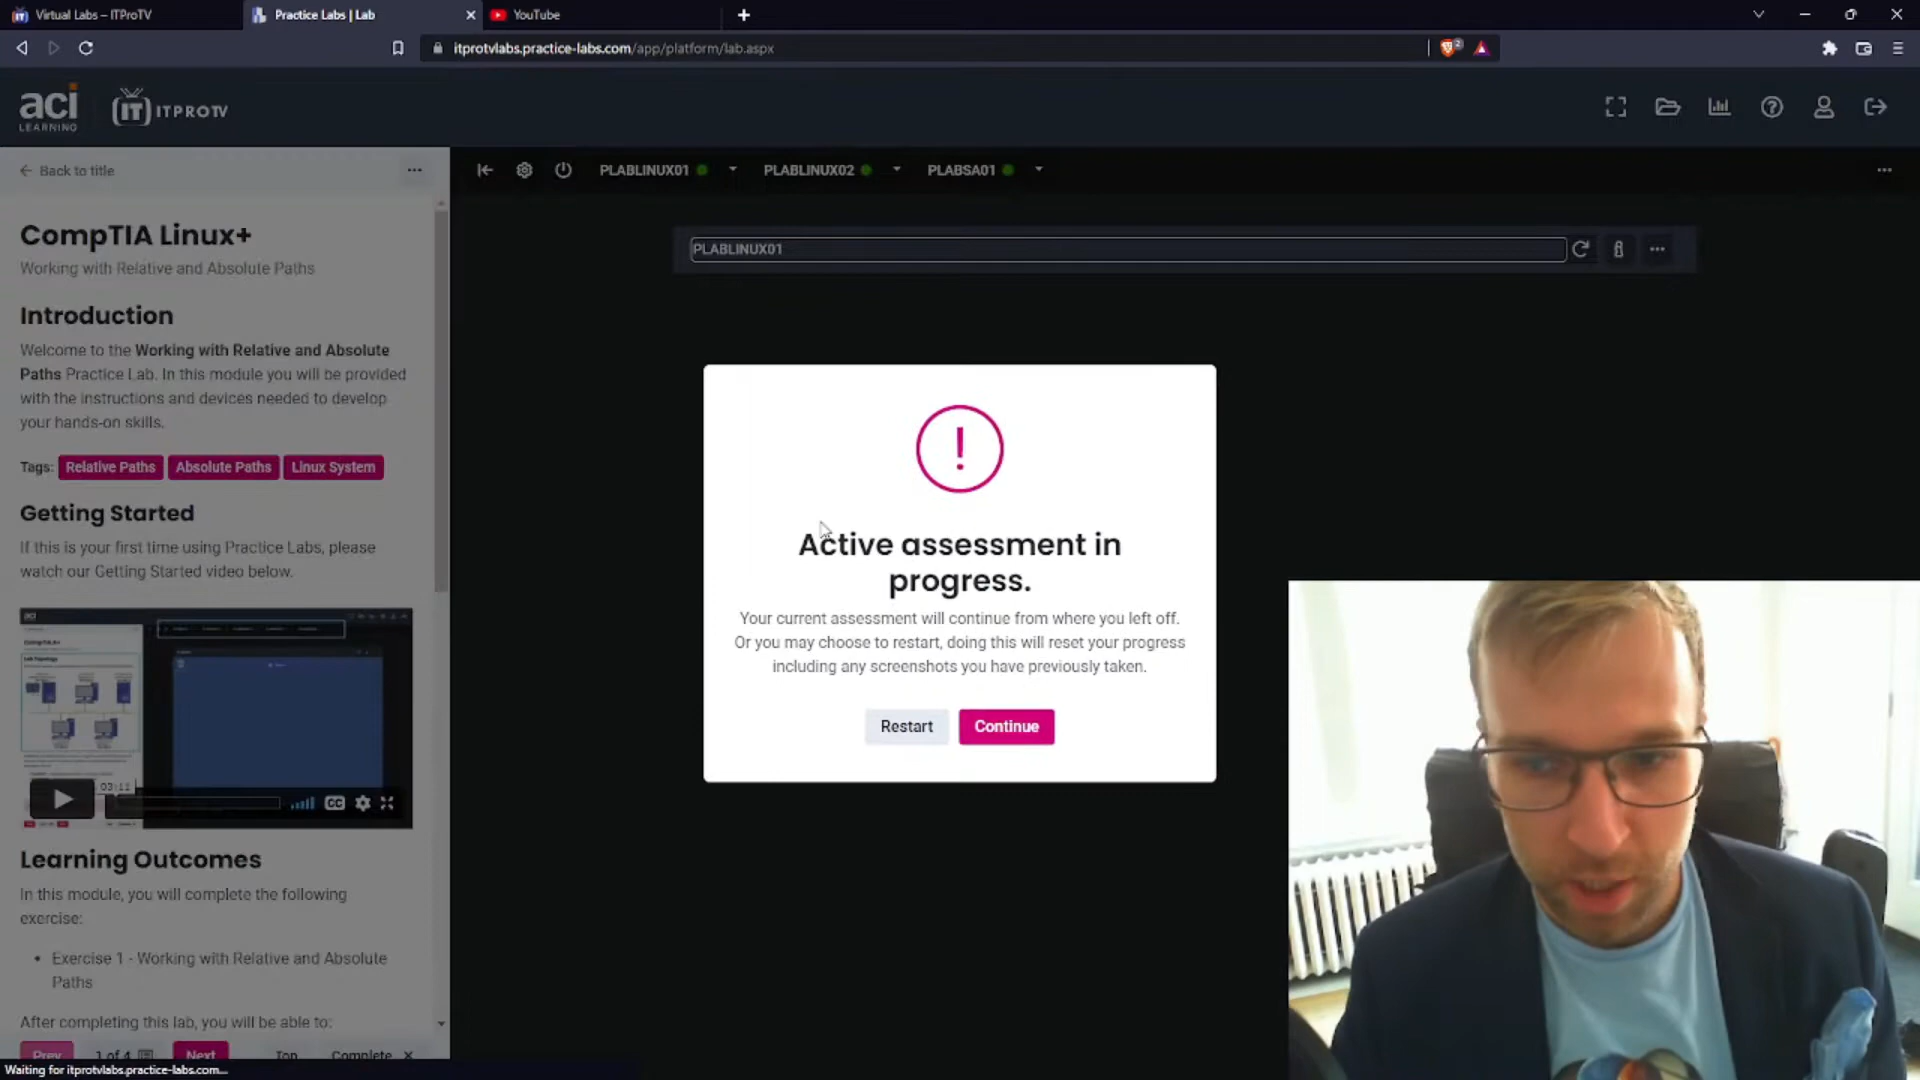 Virtual Labs – ITProTV
Practice Labs | Lab
YouTube
itprotvlabs.practice-labs.com/app/platform/lab.aspx
2
aci
LEARNING
IT ITPROTV
Back to title
PLABLINUX01
PLABLINUX02
PLABSA01
CompTIA Linux+
Working with Relative and Absolute Paths
PLABLINUX01
Introduction
Welcome to the Working with Relative and Absolute
Paths Practice Lab. In this module you will be provided
with the instructions and devices needed to develop
your hands-on skills.
Tags: Relative Paths Absolute Paths Linux System
Getting Started
If this is your first time using Practice Labs, please
watch our Getting Started video below.
aci
03:11
CC
Learning Outcomes
In this module, you will complete the following
exercise:
• Exercise 1 - Working with Relative and Absolute
Paths
After completing this lab, you will be able to:
Prev 1 of 4 Next Top Complete
Waiting for itprotvlabs.practice-labs.com...
!
Active assessment in
progress.
Your current assessment will continue from where you left off.
Or you may choose to restart, doing this will reset your progress
including any screenshots you have previously taken.
Restart Continue